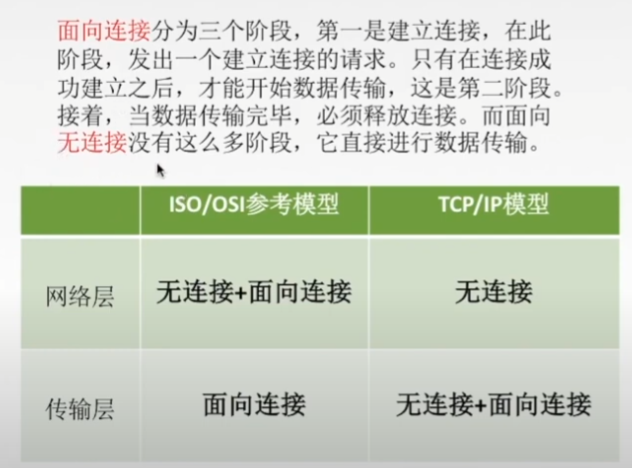 面向连接分为三个阶段，第一是建立连接，在此
阶段，发出一个建立连接的请求。只有在连接成
功建立之后，才能开始数据传输，这是第二阶段。
接着，当数据传输完毕，必须释放连接。而面向
无连接没有这么多阶段，它直接进行数据传输。
ISO/OSI参考模型 TCP/IP模型
网络层 无连接+面向连接 无连接
传输层 面向连接 无连接+面向连接